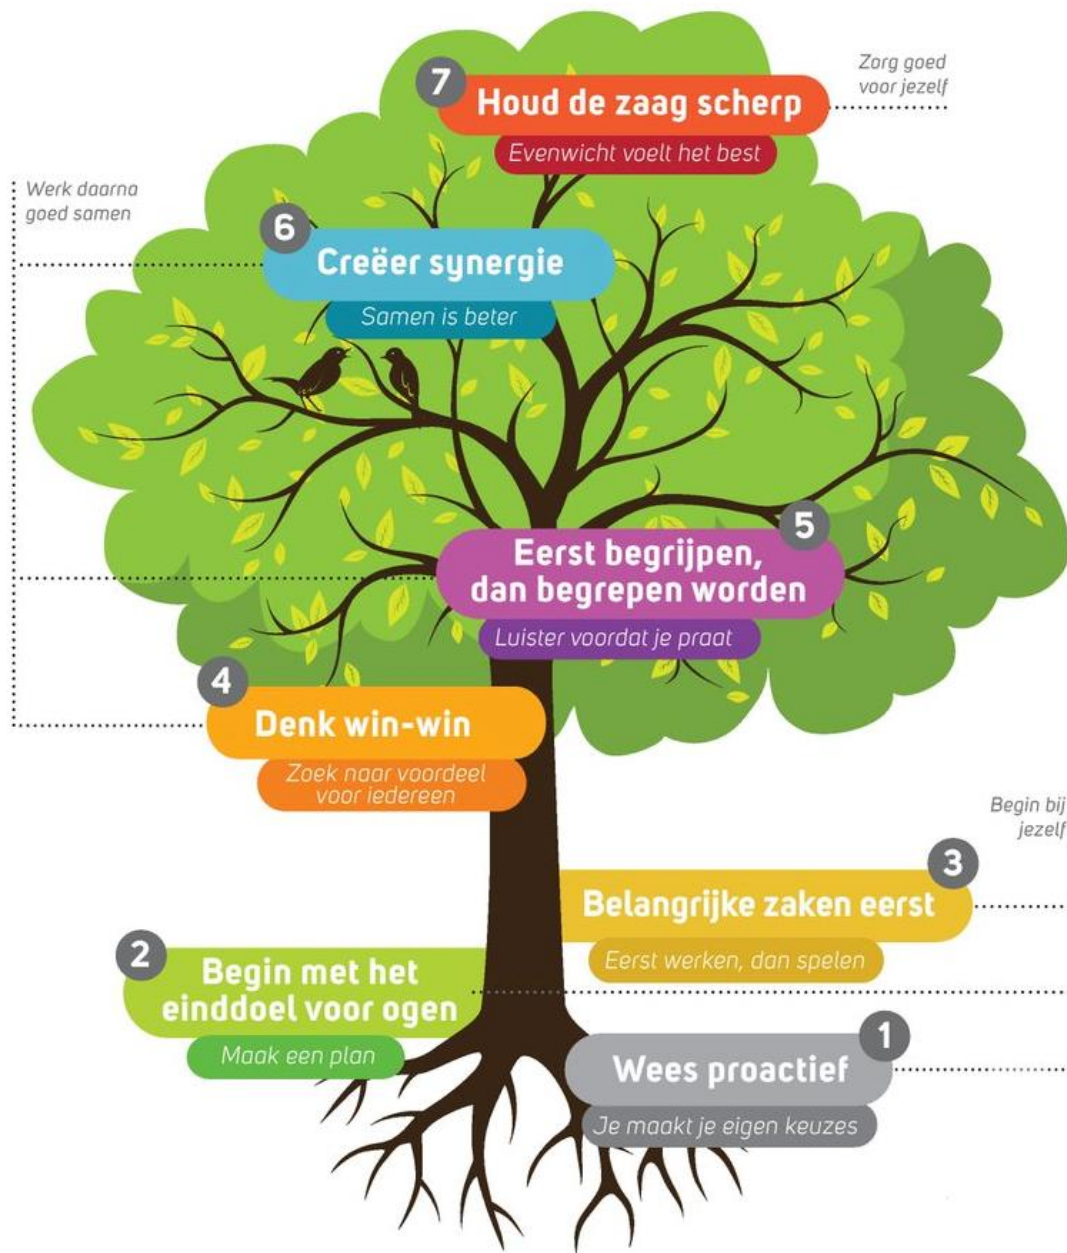 7
Houd de zaag scherp
Evenwicht voelt het best
Zorg goed
voor jezelf
Werk daarna
goed samen
6
Creëer synergie
Samen is beter
5
Eerst begrijpen,
dan begrepen worden
Luister voordat je praat
4
Denk win-win
Zoek naar voordeel
voor iedereen
Begin bij
jezelf
3
Belangrijke zaken eerst
Eerst werken, dan spelen
2
Begin met het
einddoel voor ogen
Maak een plan
1
Wees proactief
Je maakt je eigen keuzes